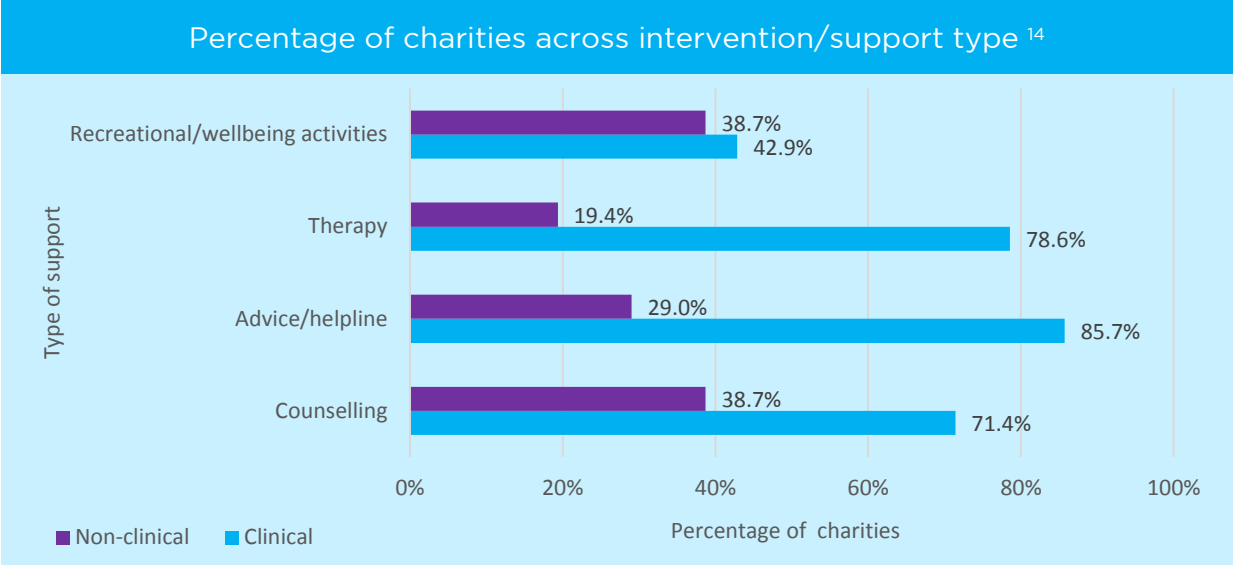 Percentage of charities across intervention/support type 14
Type of support
Recreational/wellbeing activities
38.7%
42.9%
Therapy
19.4%
78.6%
Advice/helpline
29.0%
85.7%
Counselling
38.7%
71.4%
0% 20% 40% 60% 80% 100%
Percentage of charities
Non-clinical Clinical